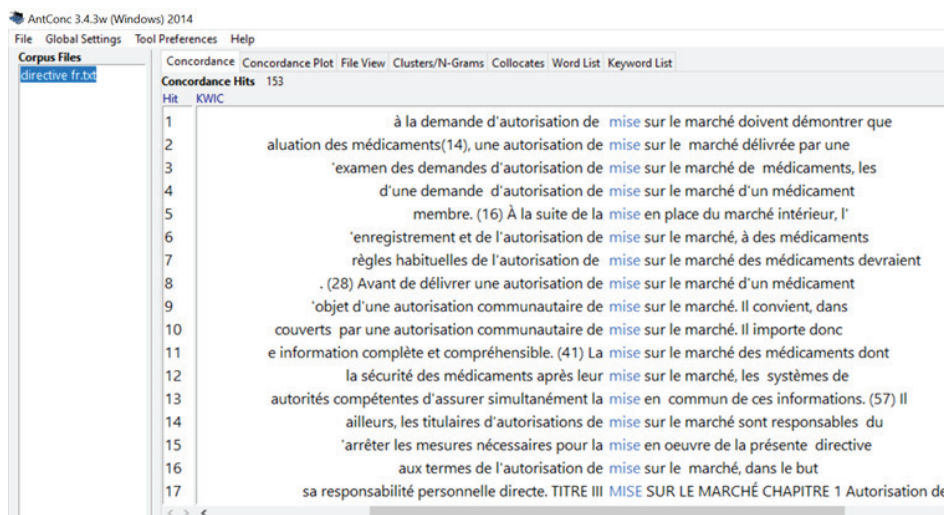 AntConc 3.4.3w (Windows) 2014
File Global Settings Tool Preferences Help
Corpus Files
directive fr.txt
Concordance Concordance Plot File View Clusters/N-Grams Collocates Word List Keyword List
Concordance Hits 153
Hit KWIC
1 à la demande d'autorisation de mise sur le marché doivent démontrer que
2 aluation des médicaments(14), une autorisation de mise sur le marché délivrée par une
3 'examen des demandes d'autorisation de mise sur le marché de médicaments, les
4 d'une demande d'autorisation de mise sur le marché d'un médicament
5 membre. (16) À la suite de la mise en place du marché intérieur, l'
6 'enregistrement et de l'autorisation de mise sur le marché, à des médicaments
7 règles habituelles de l'autorisation de mise sur le marché des médicaments devraient
8 . (28) Avant de délivrer une autorisation de mise sur le marché d'un médicament
9 'objet d'une autorisation communautaire de mise sur le marché. Il convient, dans
10 couverts par une autorisation communautaire de mise sur le marché. Il importe donc
11 e information complète et compréhensible. (41) La mise sur le marché des médicaments dont
12 la sécurité des médicaments après leur mise sur le marché, les systèmes de
13 autorités compétentes d'assurer simultanément la mise en commun de ces informations. (57) Il
14 ailleurs, les titulaires d'autorisations de mise sur le marché sont responsables du
15 'arrêter les mesures nécessaires pour la mise en oeuvre de la présente directive
16 aux termes de l'autorisation de mise sur le marché, dans le but
17 sa responsabilité personnelle directe. TITRE III MISE SUR LE MARCHÉ CHAPITRE 1 Autorisation de